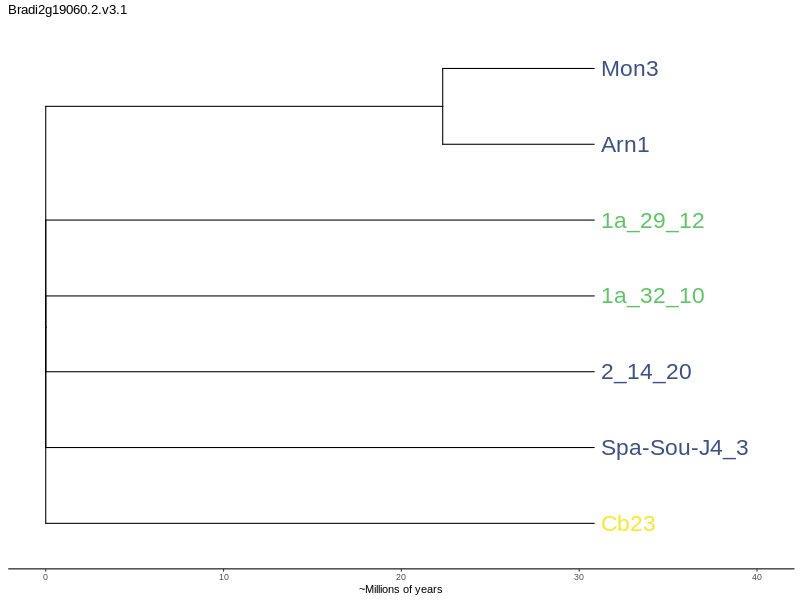 Bradi2g19060.2.v3.1
Mon3
Arn1
1a_29_12
1a_32_10
2_14_20
Spa-Sou-J4_3
Cb23
0 10 20 30 40
~Millions of years